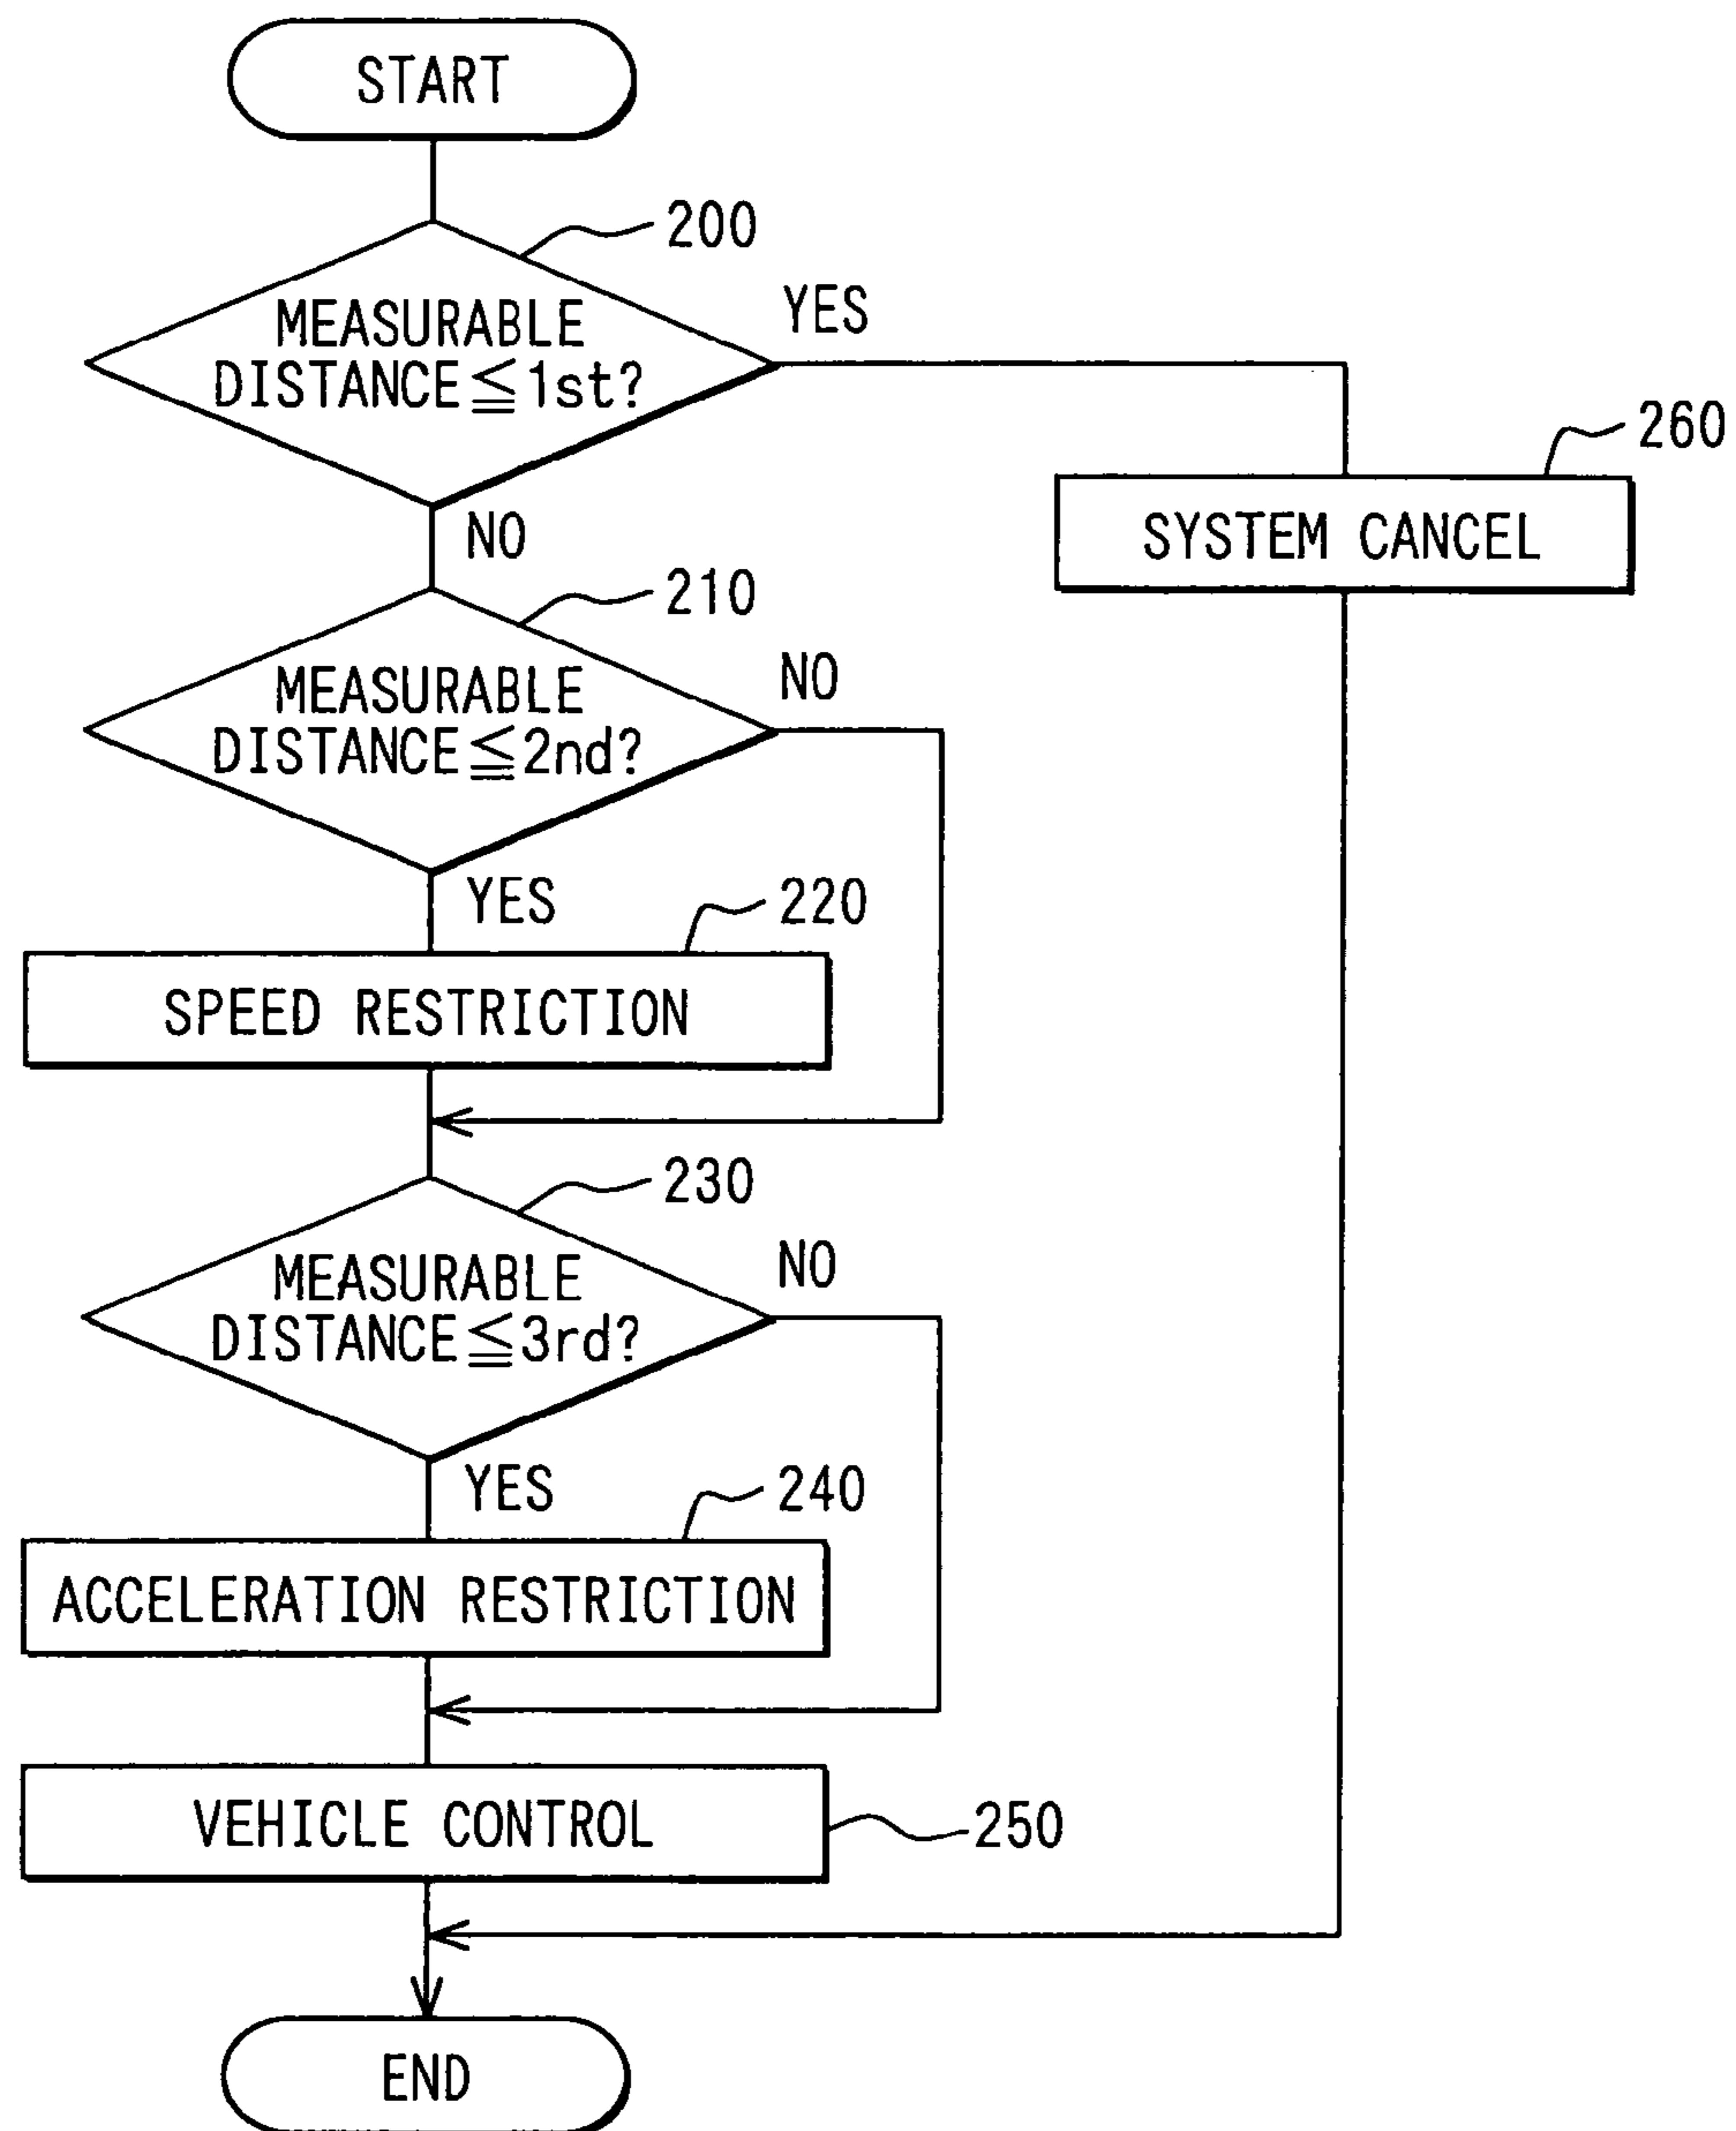 START
200
MEASURABLE
DISTANCE≦1st?
YES
260
SYSTEM CANCEL
NO
210
MEASURABLE
DISTANCE≦2nd?
NO
YES
220
SPEED RESTRICTION
230
MEASURABLE
DISTANCE≦3rd?
NO
YES
240
ACCELERATION RESTRICTION
VEHICLE CONTROL
250
END